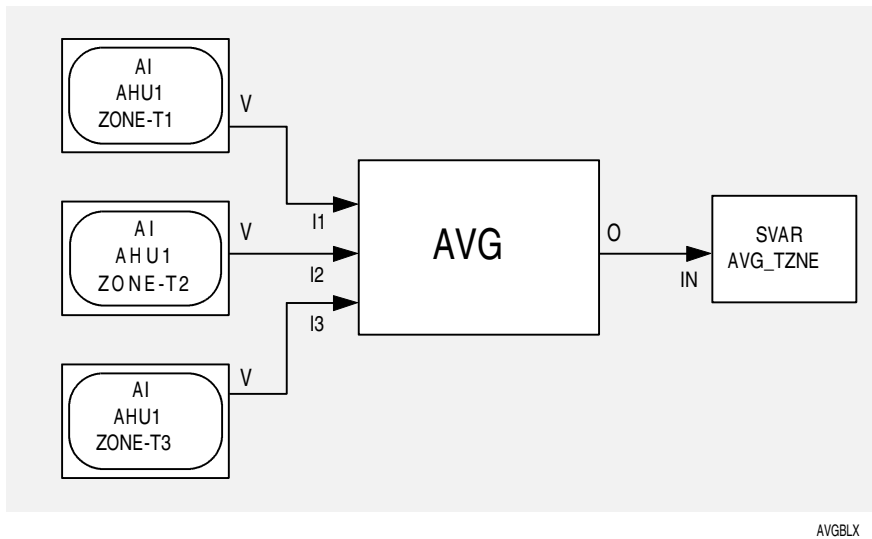 AI
AHU1
ZONE-T1
V
I1
AI
AHU1
ZONE-T2
V
I2
AI
AHU1
ZONE-T3
V
I3
AVG
O
IN
SVAR
AVG_TZNE
AVGBLX